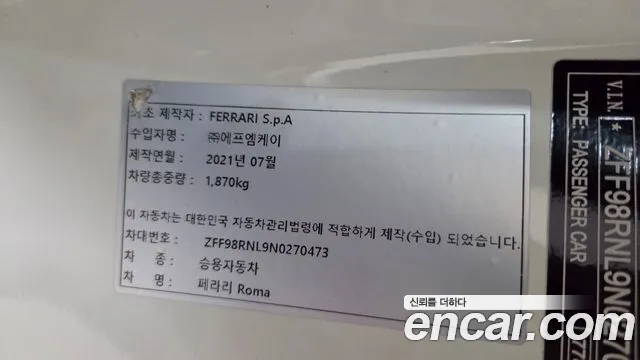 최초 제작자 : FERRARI S.p.A
수입자명 : ㈜에프엠케이
제작연월 : 2021년 07월
차량총중량 : 1,870kg
이 자동차는 대한민국 자동차관리법령에 적합하게 제작(수입) 되었습니다.
차대번호 : ZFF98RNL9N0270473
차 종 : 승용자동차
차 명 : 페라리 Roma
V.I.N. * ZFF98RNL9N
TYPE: PASSENGER CAR
신뢰를 더하다
encar.com